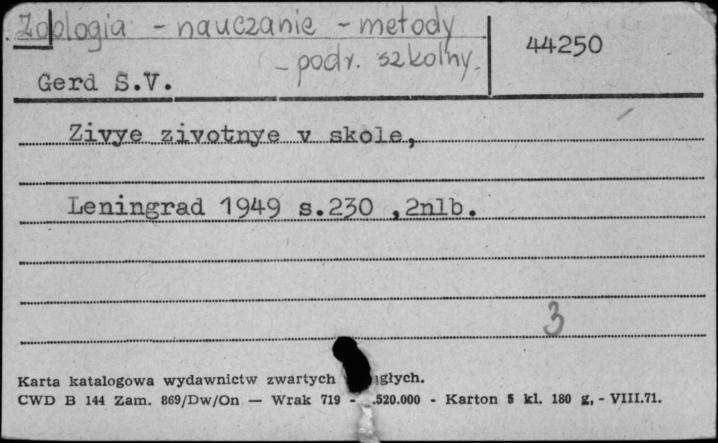 Zoologia - nauczanie - metody
- podr. szkolny.
44250
Gerd S.V.
Zivye zivotnye v skole,
Leningrad 1949 s.230 ,2nlb.
3
Karta katalogowa wydawnictw zwartych głych.
CWD B 144 Zam. 869/Dw/On — Wrak 719 - .520.000 - Karton 5 kl. 180 g, - VIII.71.